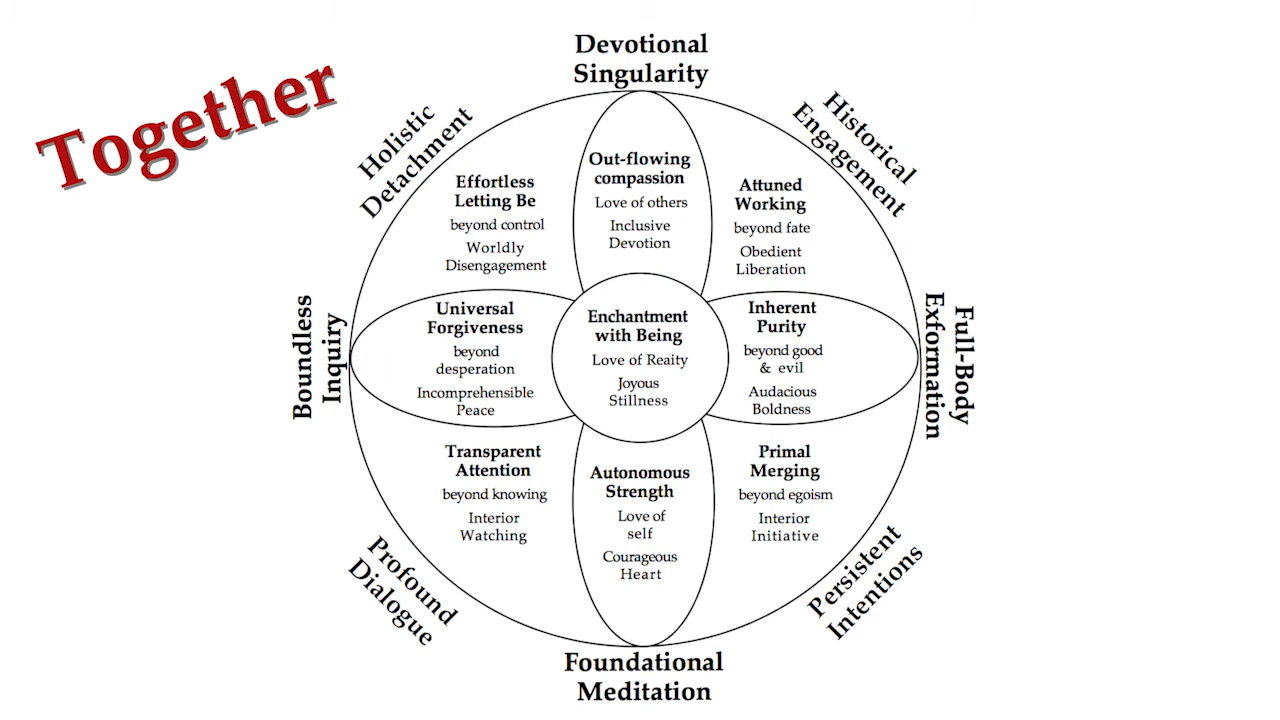 Together
Devotional
Singularity
Holistic
Detachment
Historical
Engagement
Effortless
Letting Be
beyond control
Worldly
Disengagement
Out-flowing
compassion
Love of others
Inclusive
Devotion
Attuned
Working
beyond fate
Obedient
Liberation
Boundless
Inquiry
Universal
Forgiveness
beyond
desperation
Incomprehensible
Peace
Enchantment
with Being
Love of Reaity
Joyous
Stillness
Inherent
Purity
beyond good
& evil
Audacious
Boldness
Full-Body
Exformation
Transparent
Attention
beyond knowing
Interior
Watching
Autonomous
Strength
Love of
self
Courageous
Heart
Primal
Merging
beyond egoism
Interior
Initiative
Profound
Dialogue
Persistent
Intentions
Foundational
Meditation